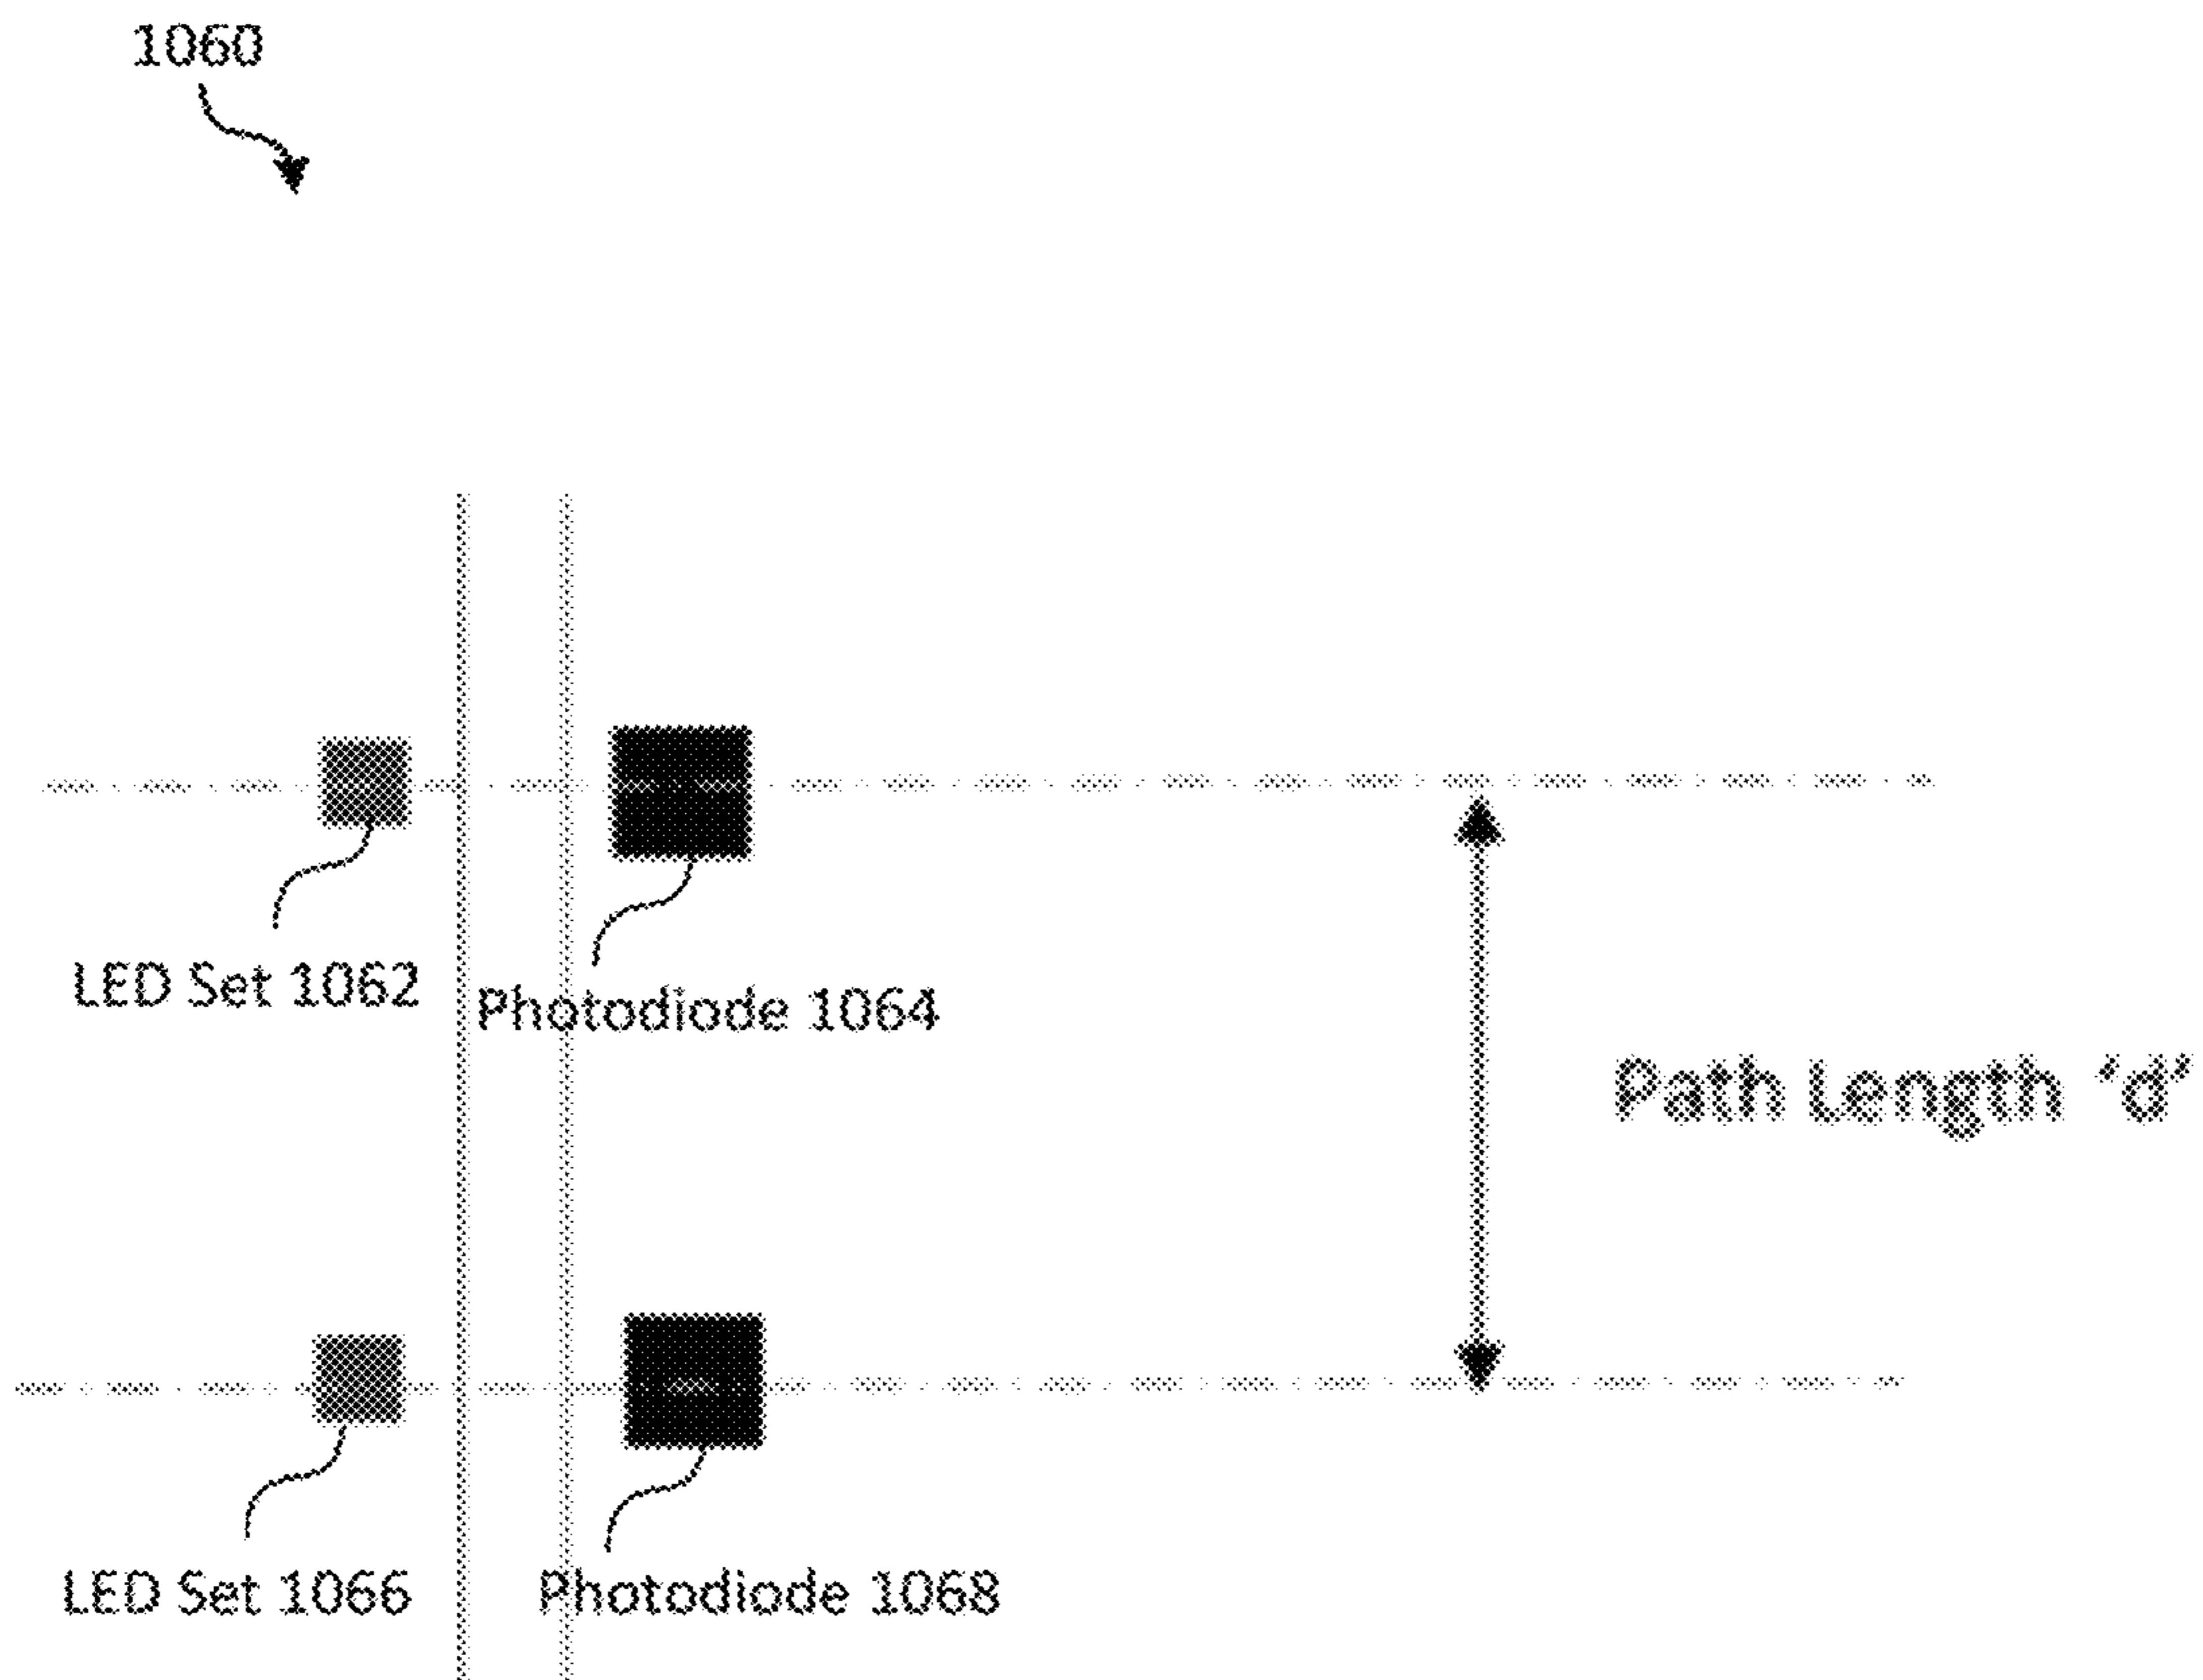 1060
LED Set 1062
Photodiode 1064
Path Length 'd'
LED Set 1066
Photodiode 1068